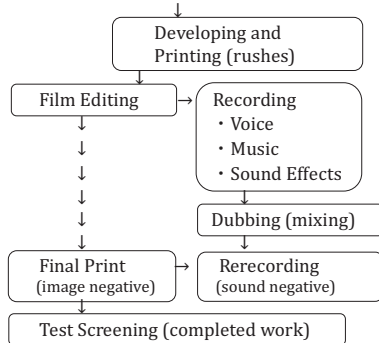 Developing and
Printing (rushes)
Film Editing
Recording
・Voice
・Music
・Sound Effects
Dubbing (mixing)
Final Print
(image negative)
Rerecording
(sound negative)
Test Screening (completed work)